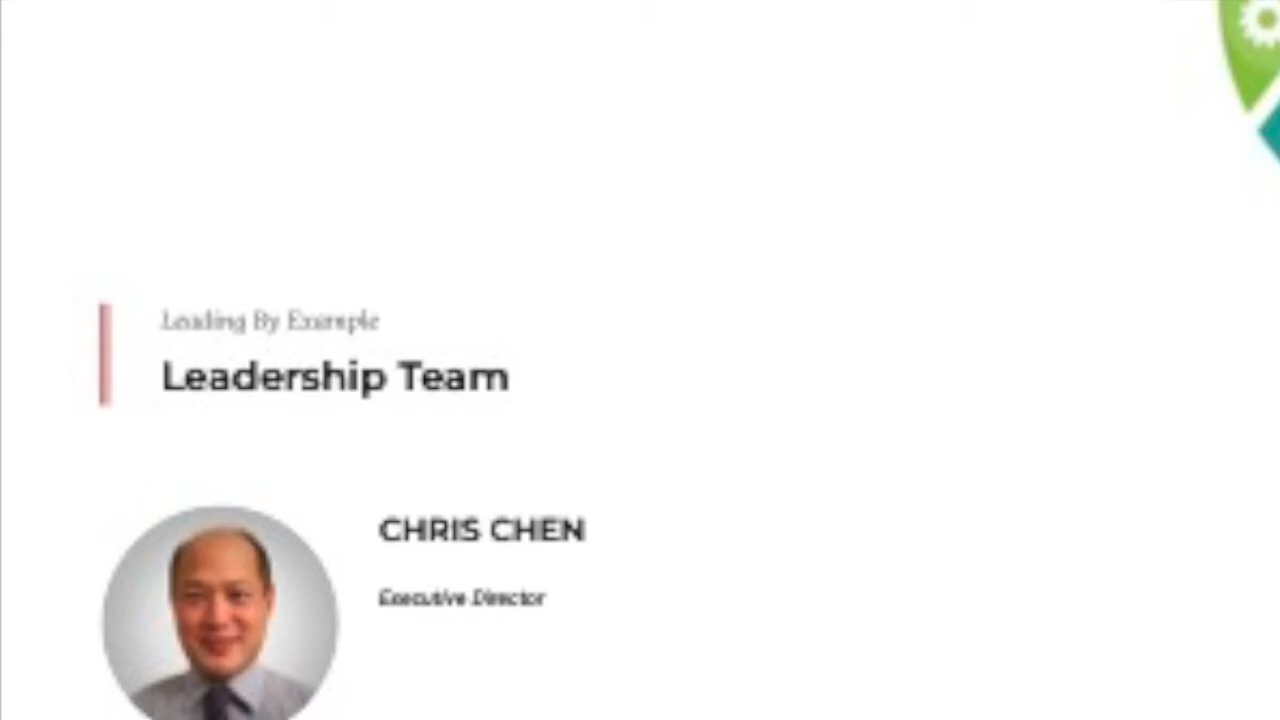 Leading By Example
Leadership Team
CHRIS CHEN
Executive Director